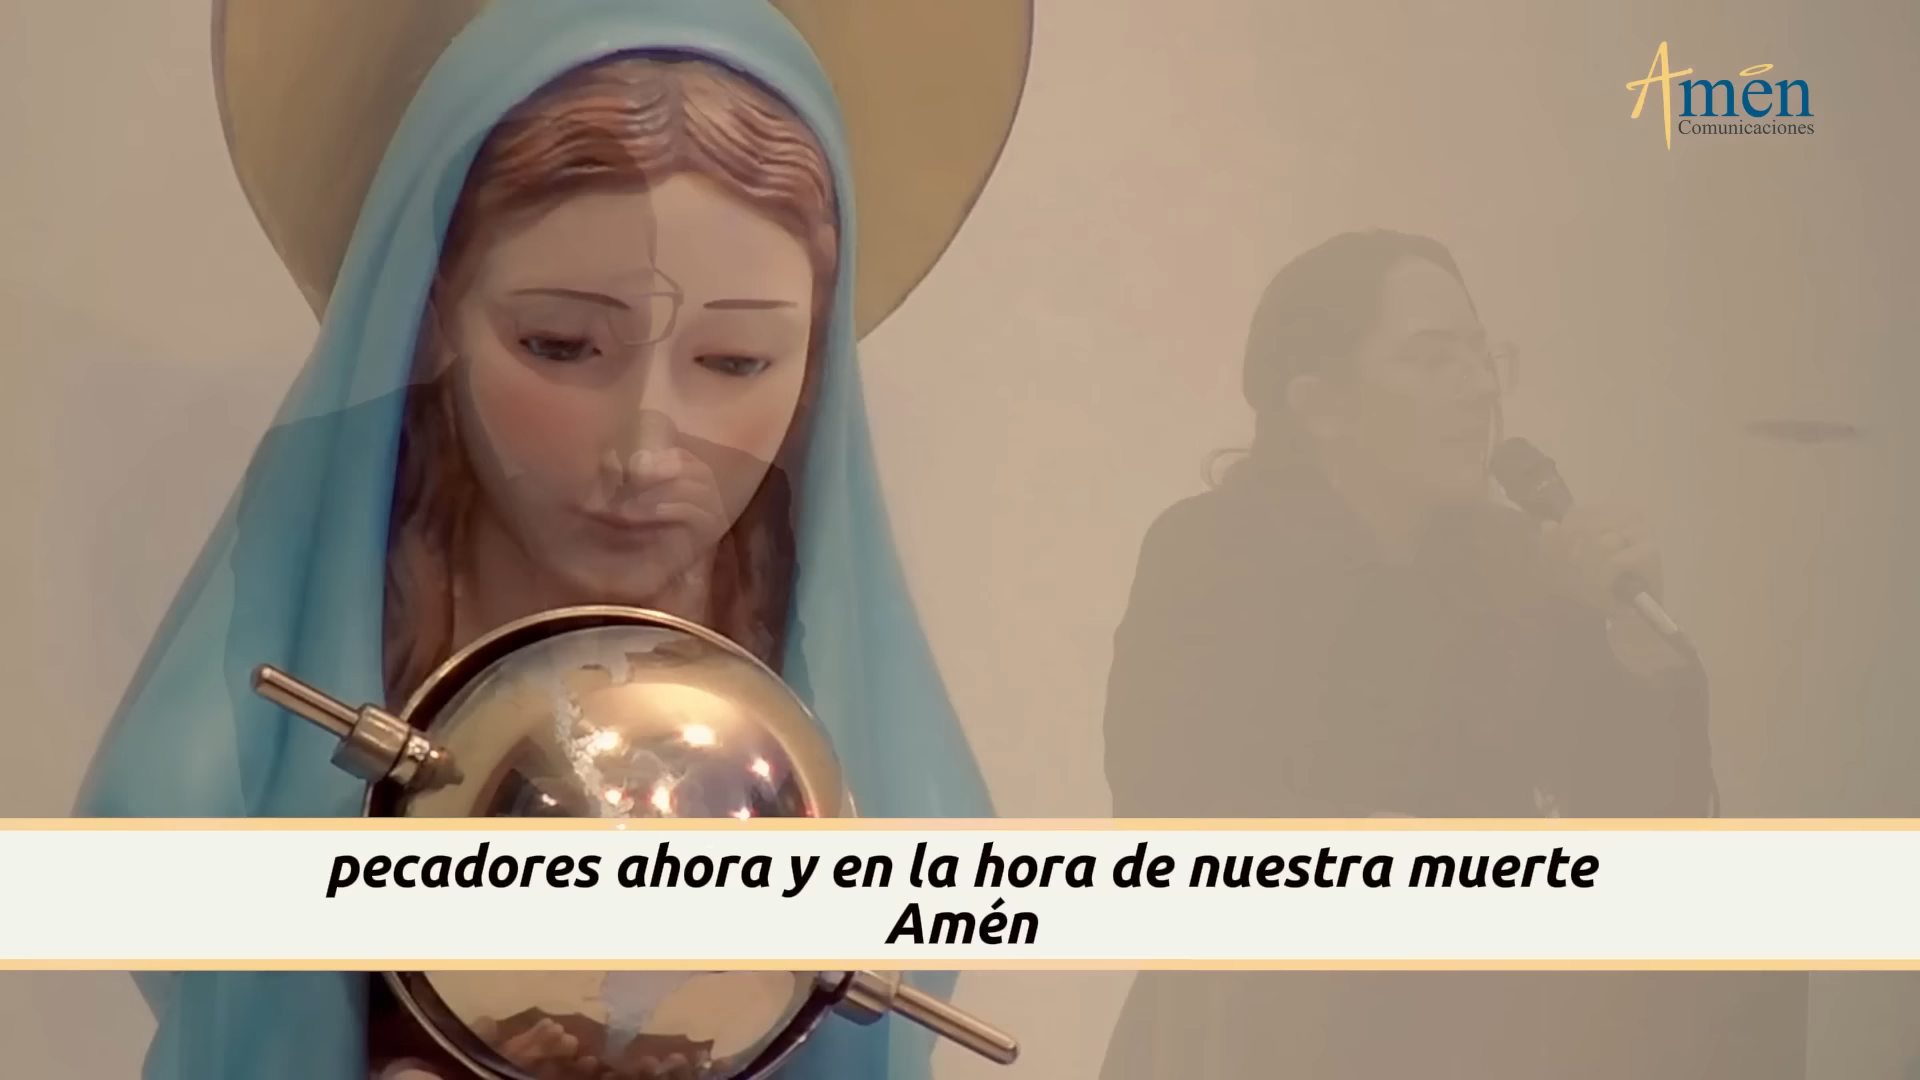 Amén
Comunicaciones
pecadores ahora y en la hora de nuestra muerte
Amén